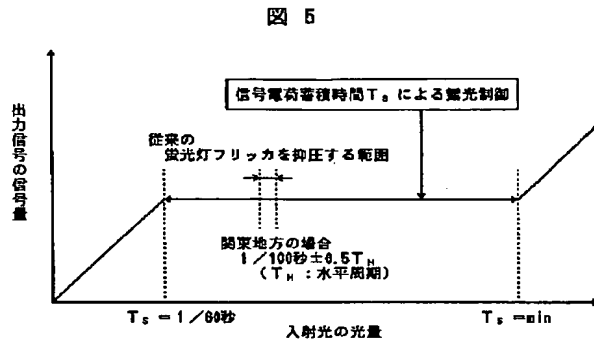 図 5
出力信号の信号量
信号電荷蓄積時間Tsによる露光制御
従来の
蛍光灯フリッカを抑圧する範囲
関東地方の場合
1/100秒±0.5TH
(TH:水平周期)
Ts=1/60秒
Ts=min
入射光の光量